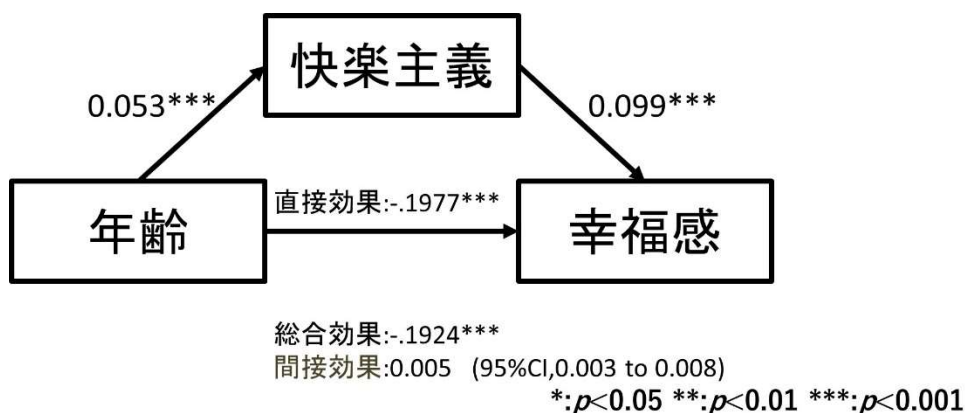 快楽主義
0.053***
0.099***
年齢
直接効果:-.1977***
幸福感
総合効果:-.1924***
間接効果:0.005 (95%CI,0.003 to 0.008)
*:p<0.05 **:p<0.01 ***:p<0.001